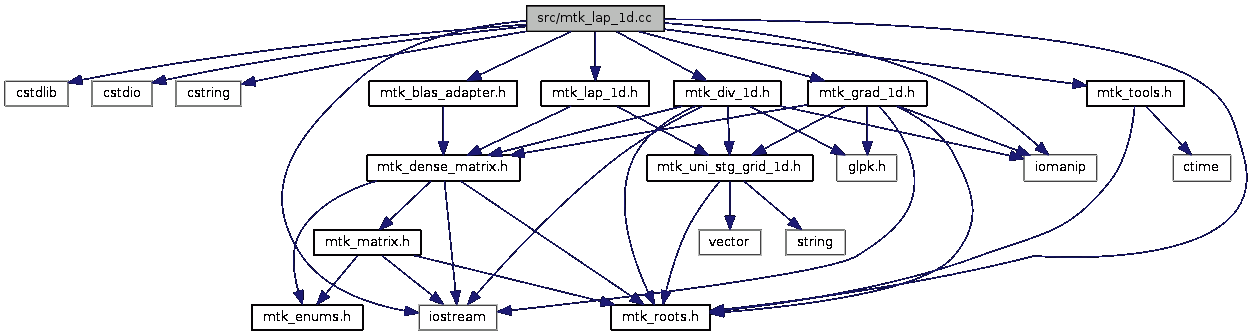 src/mtk_lap_1d.cc
cstdlib
cstdio
cstring
mtk_blas_adapter.h
mtk_lap_1d.h
mtk_div_1d.h
mtk_grad_1d.h
mtk_tools.h
mtk_dense_matrix.h
mtk_uni_stg_grid_1d.h
glpk.h
iomanip
ctime
mtk_matrix.h
vector
string
mtk_enums.h
iostream
mtk_roots.h